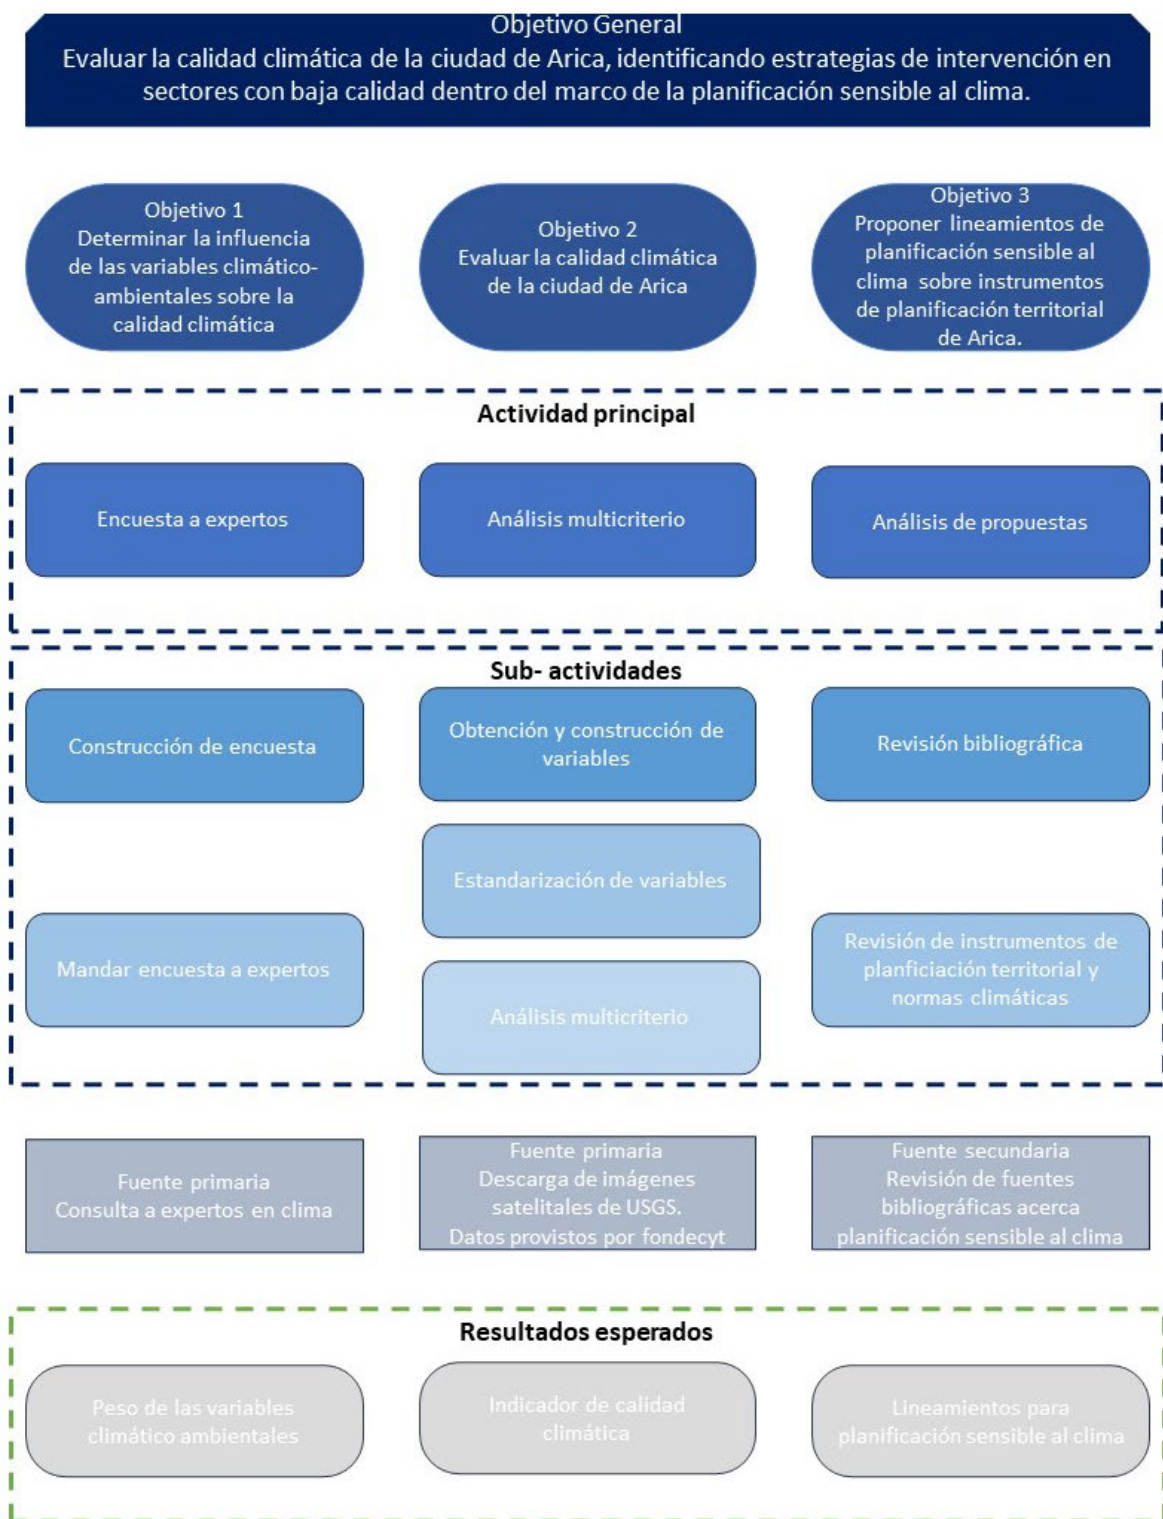 Objetivo General
Evaluar la calidad climática de la ciudad de Arica, identificando estrategias de intervención en
sectores con baja calidad dentro del marco de la planificación sensible al clima.
Objetivo 1
Determinar la influencia
de las variables climático-
ambientales sobre la
calidad climática
Objetivo 2
Evaluar la calidad climática
de la ciudad de Arica
Objetivo 3
Proponer lineamientos de
planificación sensible al
clima sobre instrumentos
de planificación territorial
de Arica.
Actividad principal
Encuesta a expertos
Análisis multicriterio
Análisis de propuestas
Sub- actividades
Construcción de encuesta
Obtención y construcción de
variables
Revisión bibliográfica
Estandarización de variables
Mandar encuesta a expertos
Revisión de instrumentos de
planficiación territorial y
normas climáticas
Análisis multicriterio
Fuente primaria
Consulta a expertos en clima
Fuente primaria
Descarga de imágenes
satelitales de USGS.
Datos provistos por fondecyt
Fuente secundaria
Revisión de fuentes
bibliográficas acerca
planificación sensible al clima
Resultados esperados
Peso de las variables
climático ambientales
Indicador de calidad
climática
Lineamientos para
planificación sensible al clima